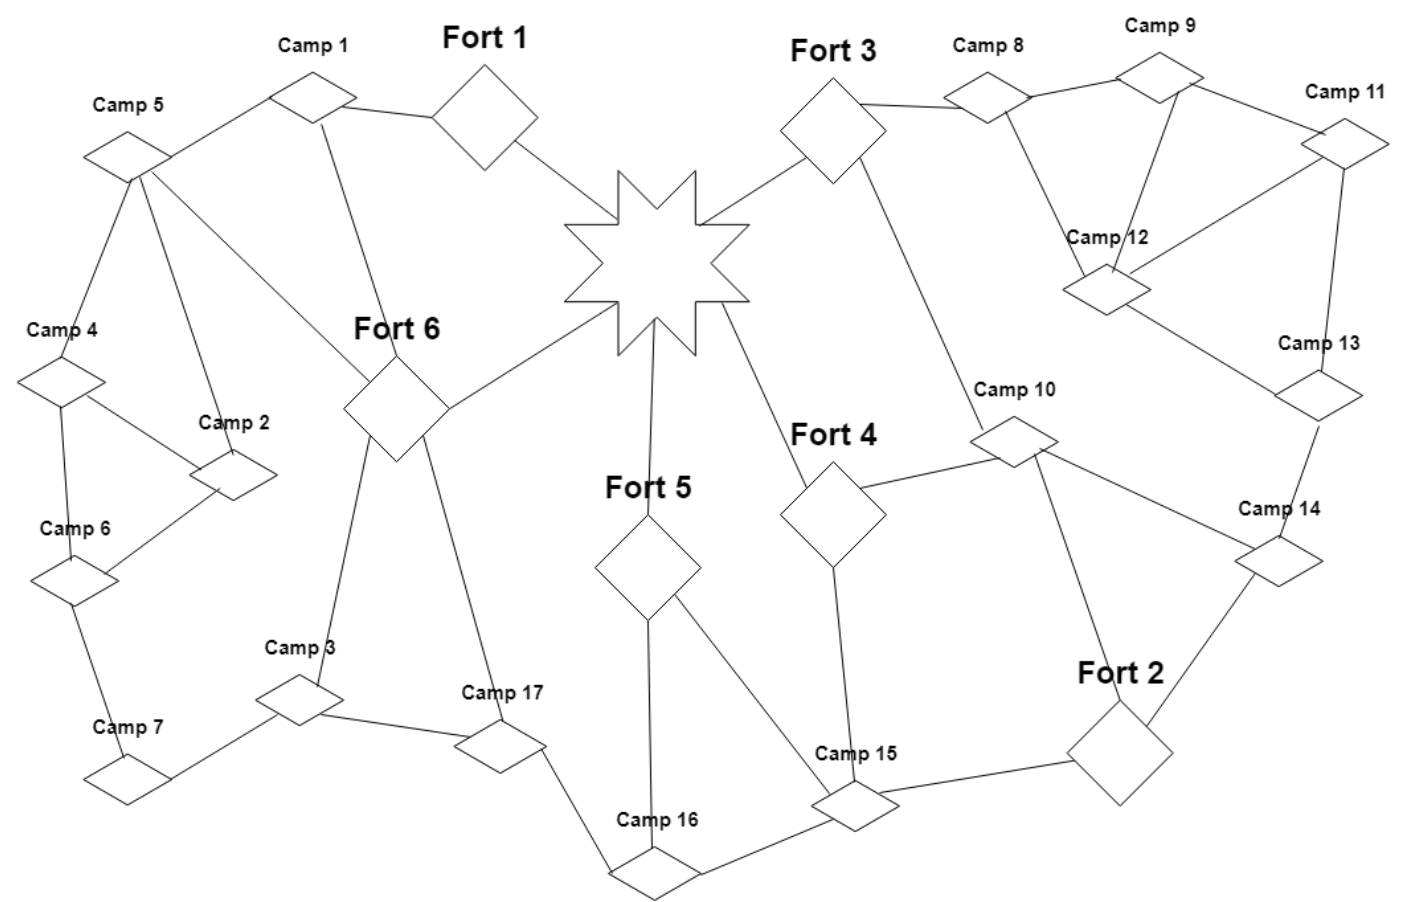 Fort 1
Camp 1
Fort 3
Camp 8
Camp 9
Camp 11
Camp 5
Camp 12
Camp 4
Fort 6
Camp 13
Camp 10
Camp 2
Fort 4
Fort 5
Camp 14
Camp 6
Camp 3
Fort 2
Camp 17
Camp 7
Camp 15
Camp 16